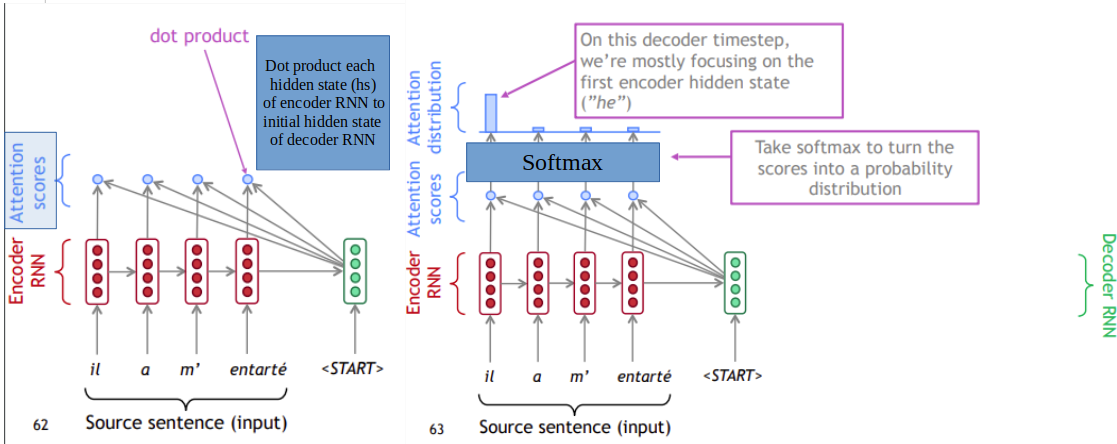 dot product
Dot product each
hidden state (hs)
of encoder RNN to
initial hidden state
of decoder RNN
Attention
scores
Encoder
RNN
il a m' entarté <START>
62
Source sentence (input)
On this decoder timestep,
we're mostly focusing on the
first encoder hidden state
("he")
Attention
distribution
Softmax
Take softmax to turn the
scores into a probability
distribution
Attention
scores
Encoder
RNN
Decoder RNN
il a m' entarté <START>
63
Source sentence (input)